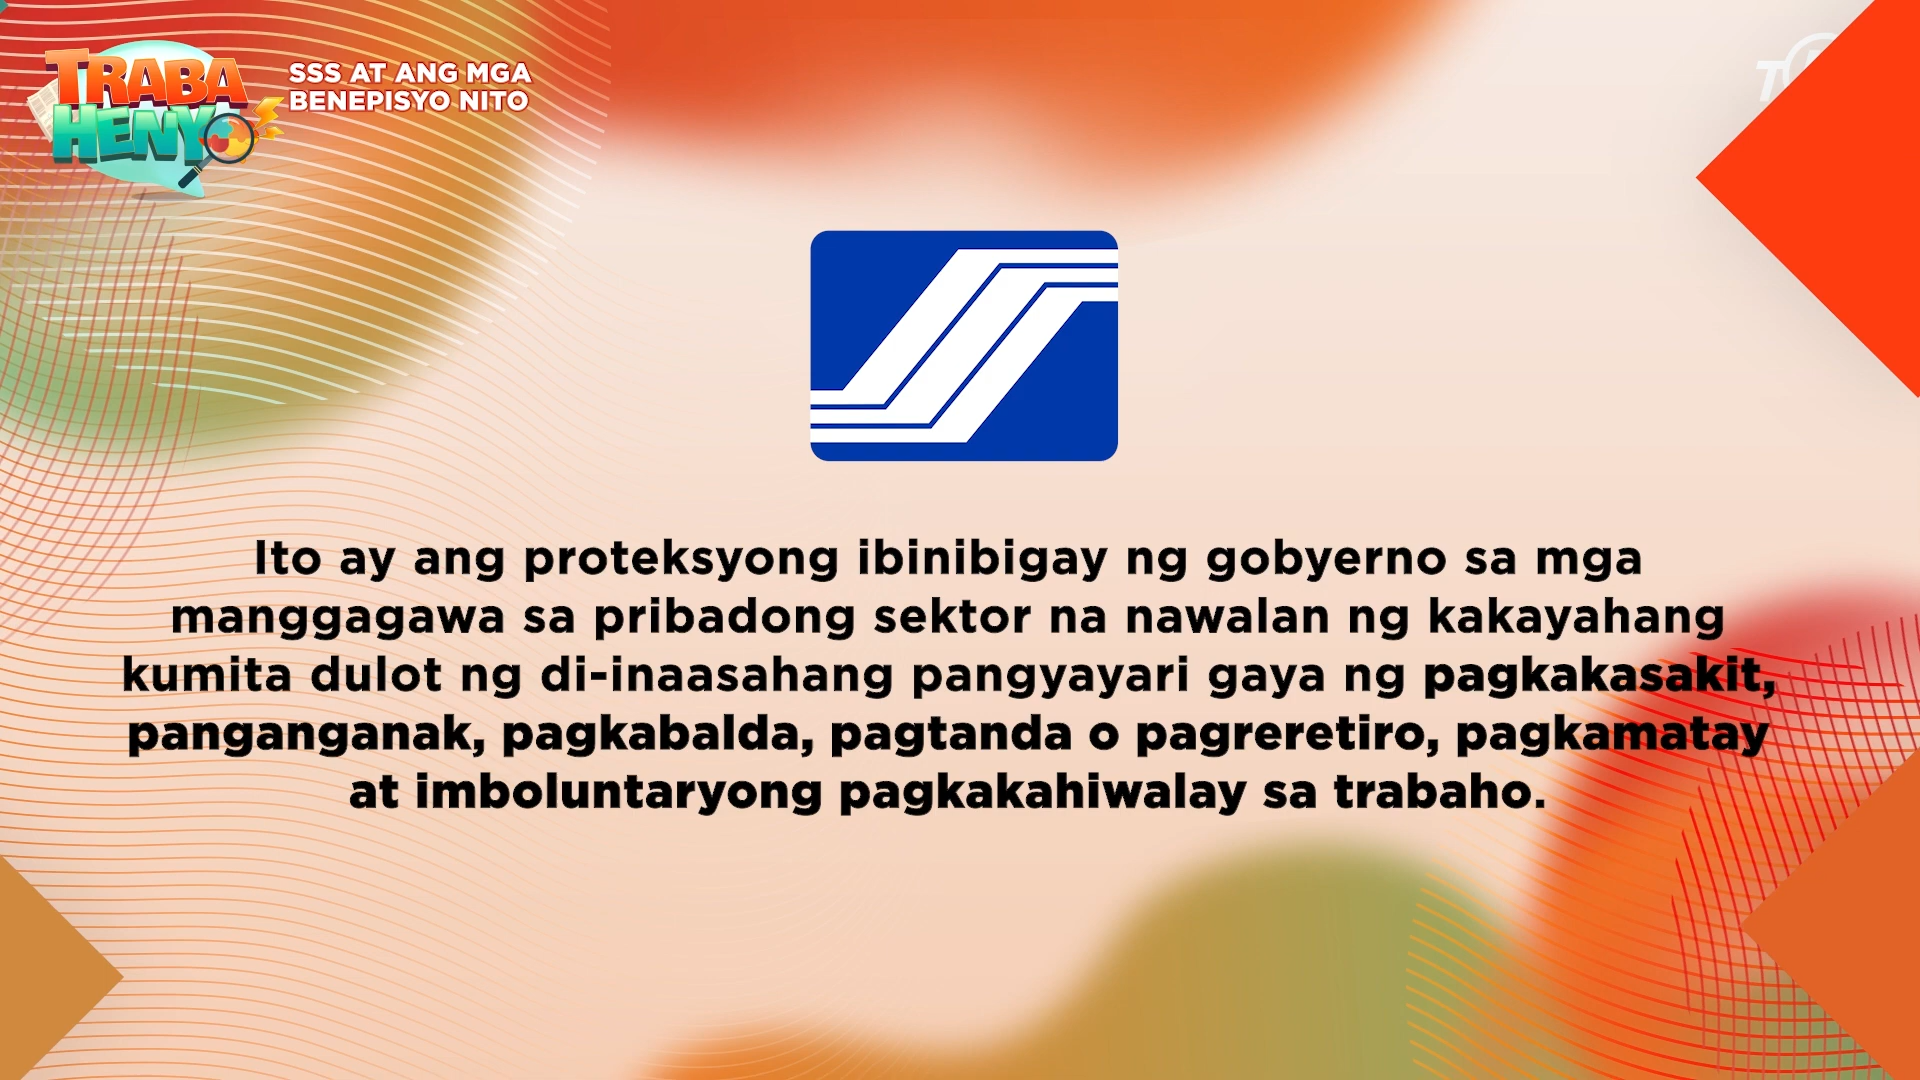 TRABA
HENYO
SSS AT ANG MGA
BENEPISYO NITO
Ito ay ang proteksyong ibinibigay ng gobyerno sa mga
manggagawa sa pribadong sektor na nawalan ng kakayahang
kumita dulot ng di-inaasahang pangyayari gaya ng pagkakasakit,
panganganak, pagkabalda, pagtanda o pagreretiro, pagkamatay
at imboluntaryong pagkakahiwalay sa trabaho.